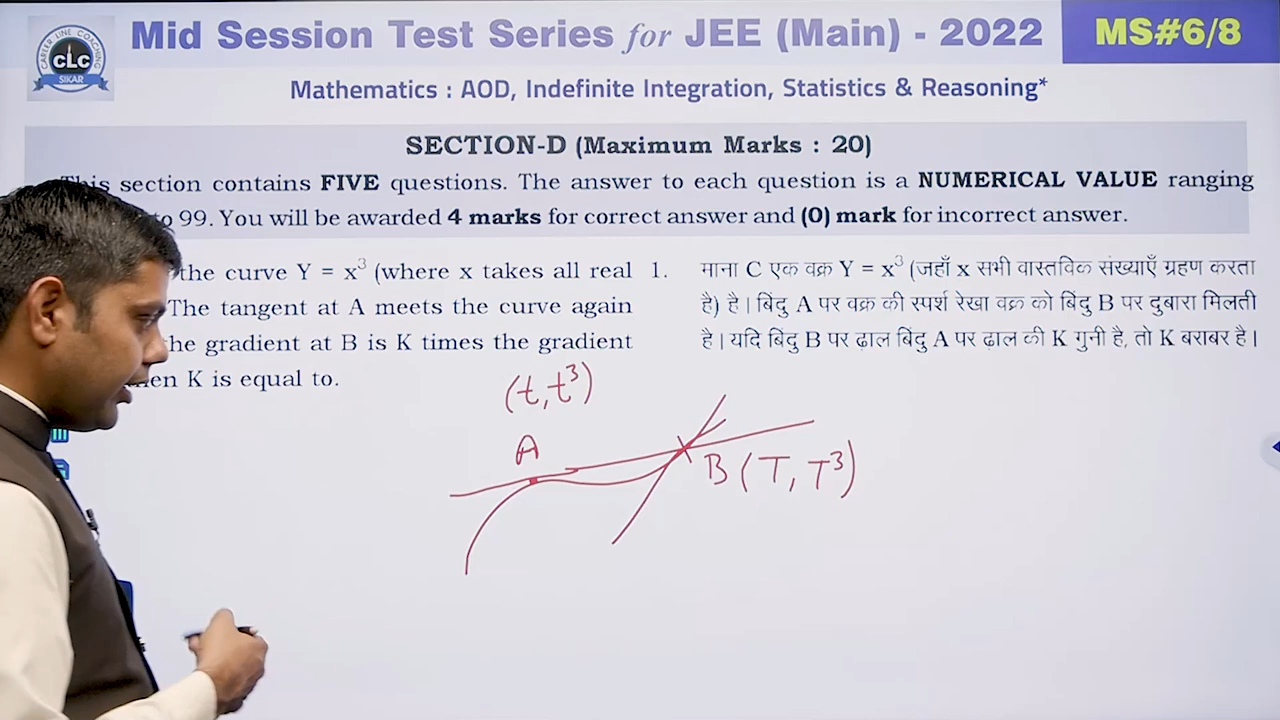 CAREER LINE COACHING
CLC
SIKAR
Mid Session Test Series for JEE (Main) - 2022
MS#6/8
Mathematics : AOD, Indefinite Integration, Statistics & Reasoning*
SECTION-D (Maximum Marks : 20)
This section contains FIVE questions. The answer to each question is a NUMERICAL VALUE ranging
to 99. You will be awarded 4 marks for correct answer and (0) mark for incorrect answer.
the curve Y = x³ (where x takes all real
The tangent at A meets the curve again
he gradient at B is K times the gradient
en K is equal to.
1. माना C एक वक्र Y = x³ (जहाँ x सभी वास्तविक संख्याएँ ग्रहण करता
है) है। बिंदु A पर वक्र की स्पर्श रेखा वक्र को बिंदु B पर दुबारा मिलती
है। यदि बिंदु B पर ढाल बिंदु A पर ढाल की K गुनी है, तो K बराबर है।
(t, t³)
A
B (T, T³)